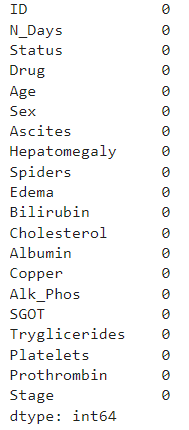 ID 0
N_Days 0
Status 0
Drug 0
Age 0
Sex 0
Ascites 0
Hepatomegaly 0
Spiders 0
Edema 0
Bilirubin 0
Cholesterol 0
Albumin 0
Copper 0
Alk_Phos 0
SGOT 0
Tryglicerides 0
Platelets 0
Prothrombin 0
Stage 0
dtype: int64